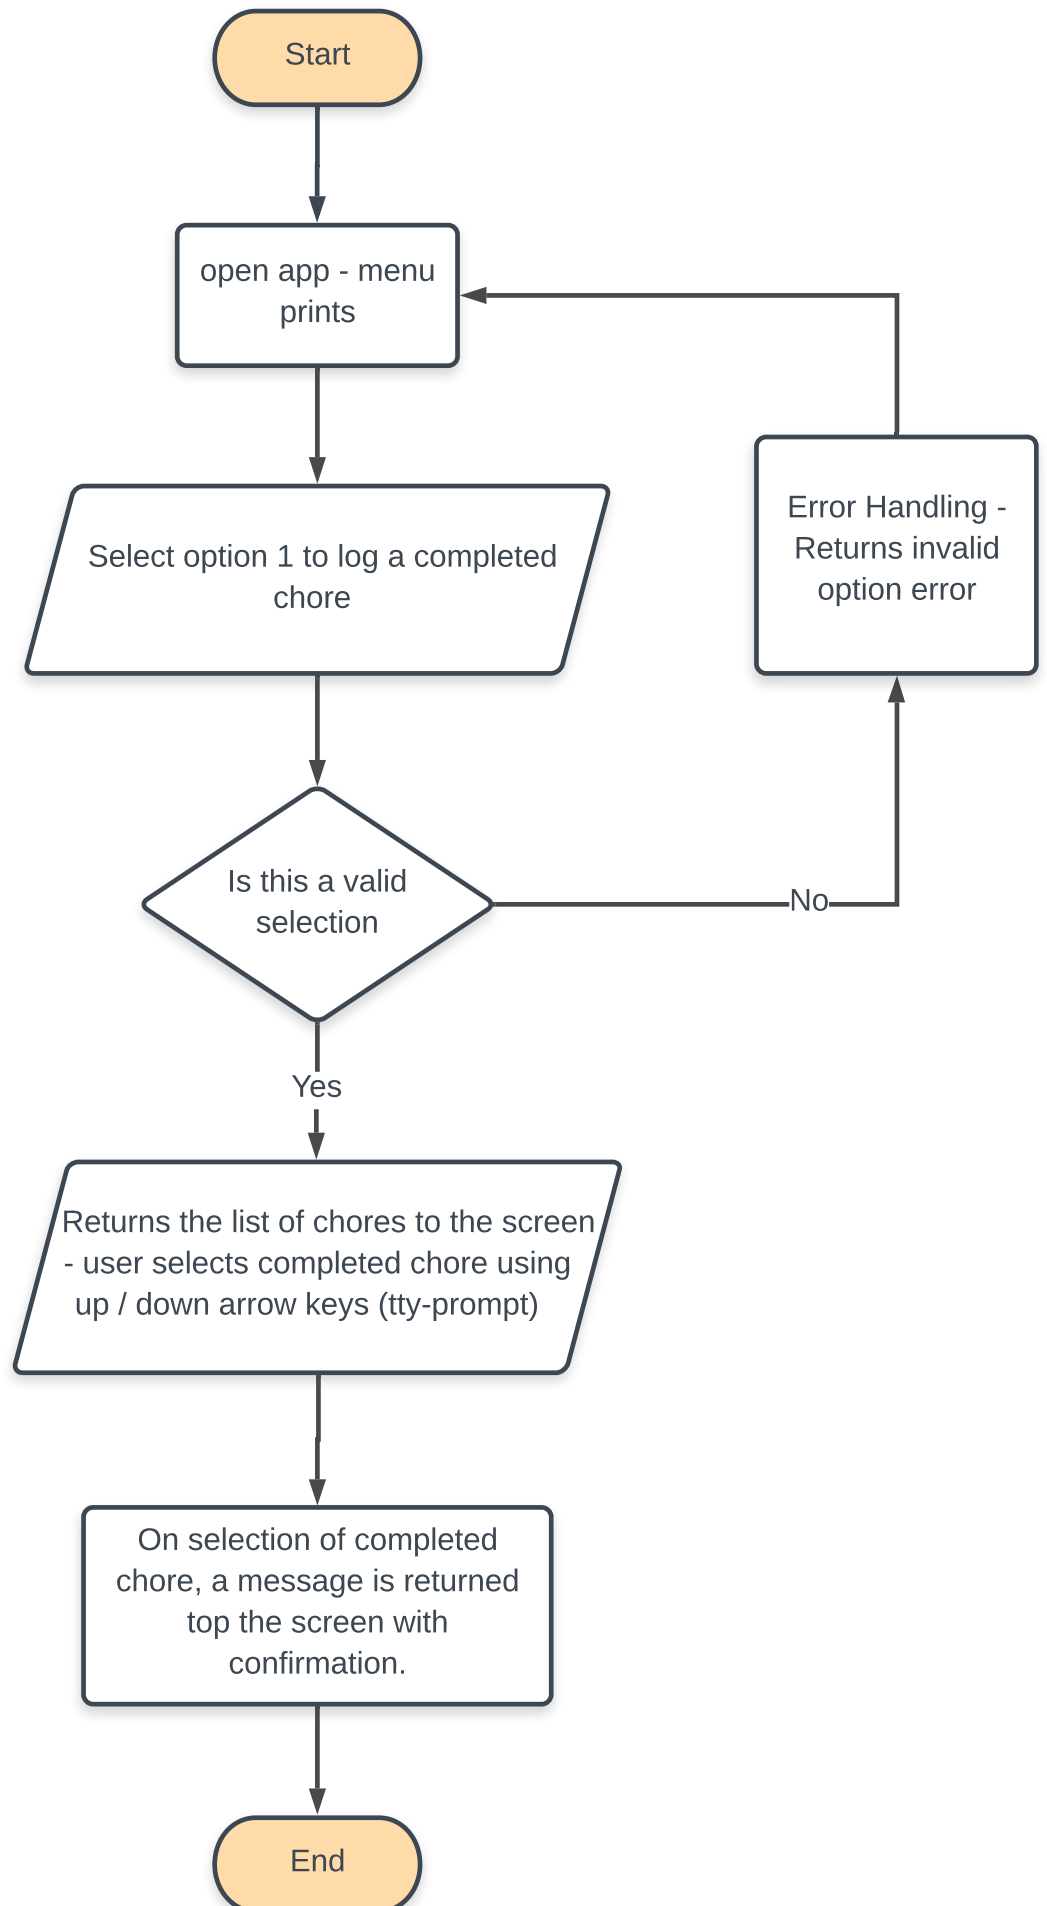 Start
open app - menu
prints
Select option 1 to log a completed
chore
Error Handling -
Returns invalid
option error
Is this a valid
selection
No
Yes
Returns the list of chores to the screen
- user selects completed chore using
up / down arrow keys (tty-prompt)
On selection of completed
chore, a message is returned
top the screen with
confirmation.
End